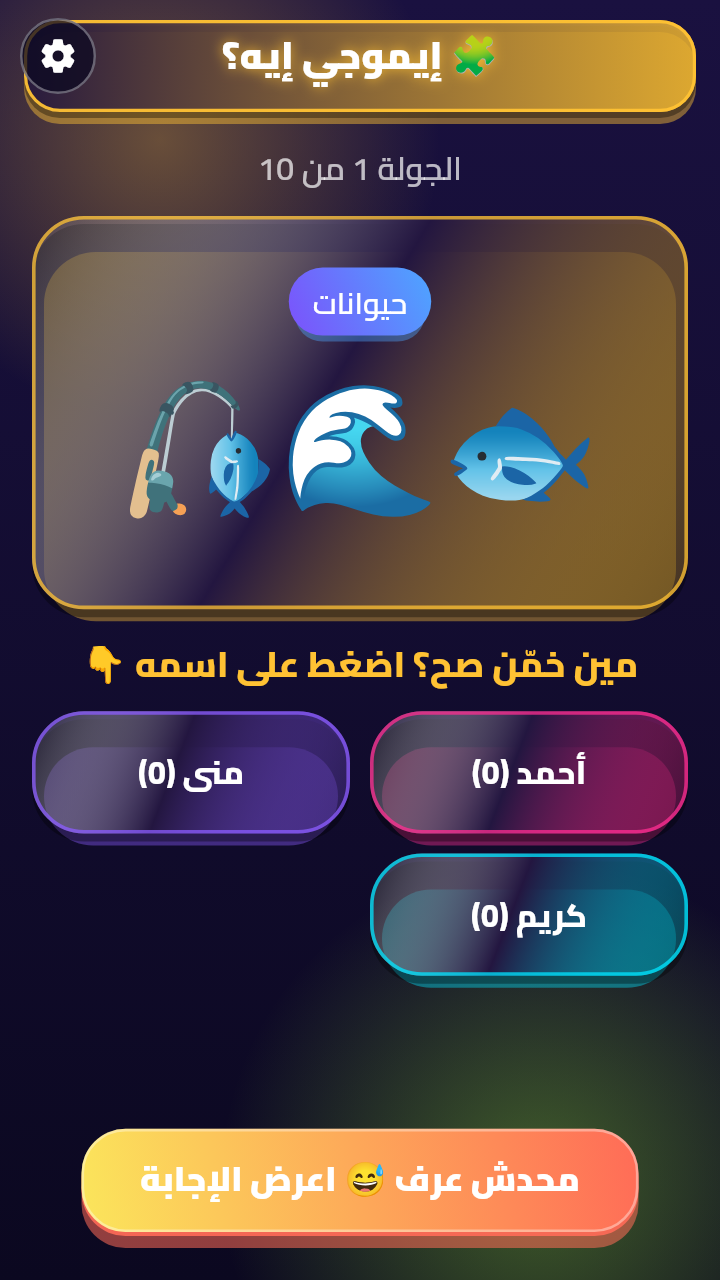 🧩 إيموجي إيه؟
الجولة 1 من 10
حيوانات
مين خمّن صح؟ اضغط على اسمه 👇
أحمد (0)
منى (0)
كريم (0)
محدش عرف 😅 اعرض الإجابة